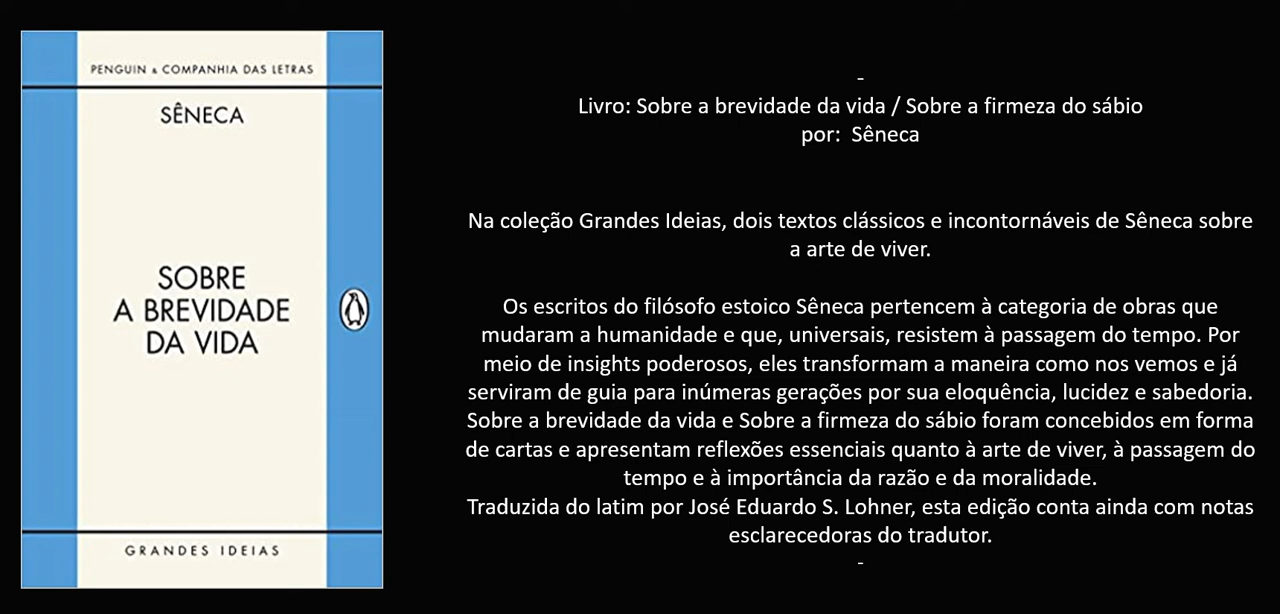 PENGUIN & COMPANHIA DAS LETRAS
SÊNECA
SOBRE
A BREVIDADE
DA VIDA
GRANDES IDEIAS
-
Livro: Sobre a brevidade da vida / Sobre a firmeza do sábio
por:  Sêneca
Na coleção Grandes Ideias, dois textos clássicos e incontornáveis de Sêneca sobre
a arte de viver.
Os escritos do filósofo estoico Sêneca pertencem à categoria de obras que
mudaram a humanidade e que, universais, resistem à passagem do tempo. Por
meio de insights poderosos, eles transformam a maneira como nos vemos e já
serviram de guia para inúmeras gerações por sua eloquência, lucidez e sabedoria.
Sobre a brevidade da vida e Sobre a firmeza do sábio foram concebidos em forma
de cartas e apresentam reflexões essenciais quanto à arte de viver, à passagem do
tempo e à importância da razão e da moralidade.
Traduzida do latim por José Eduardo S. Lohner, esta edição conta ainda com notas
esclarecedoras do tradutor.
-